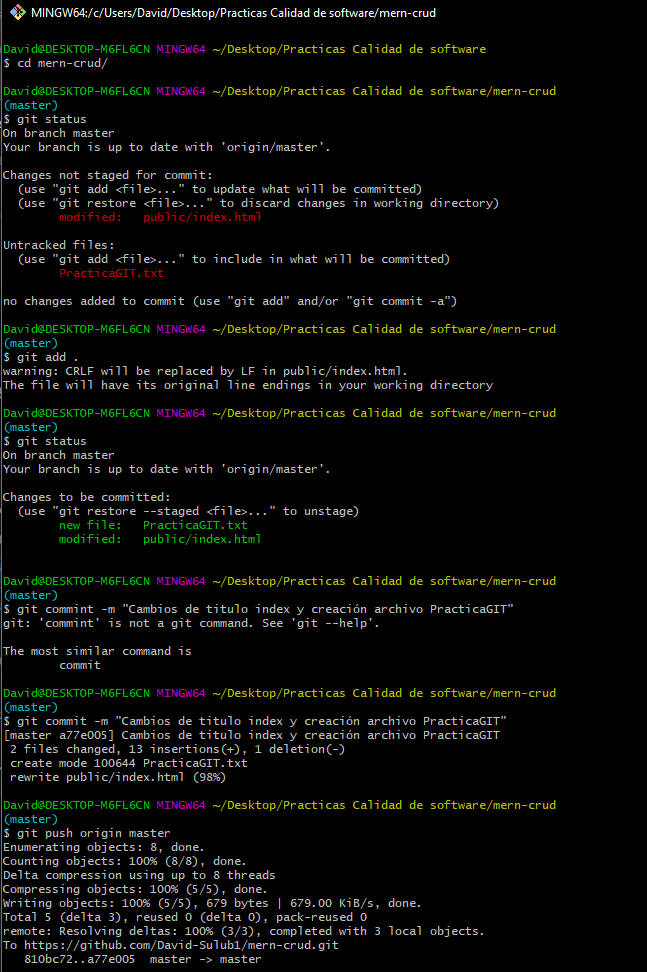 MINGW64:/c/Users/David/Desktop/Practicas Calidad de software/mern-crud
David@DESKTOP-M6FL6CN MINGW64 ~/Desktop/Practicas Calidad de software
$ cd mern-crud/
David@DESKTOP-M6FL6CN MINGW64 ~/Desktop/Practicas Calidad de software/mern-crud
(master)
$ git status
On branch master
Your branch is up to date with 'origin/master'.
Changes not staged for commit:
  (use "git add <file>..." to update what will be committed)
  (use "git restore <file>..." to discard changes in working directory)
        modified:   public/index.html
Untracked files:
  (use "git add <file>..." to include in what will be committed)
        PracticaGIT.txt
no changes added to commit (use "git add" and/or "git commit -a")
David@DESKTOP-M6FL6CN MINGW64 ~/Desktop/Practicas Calidad de software/mern-crud
(master)
$ git add .
warning: CRLF will be replaced by LF in public/index.html.
The file will have its original line endings in your working directory
David@DESKTOP-M6FL6CN MINGW64 ~/Desktop/Practicas Calidad de software/mern-crud
(master)
$ git status
On branch master
Your branch is up to date with 'origin/master'.
Changes to be committed:
  (use "git restore --staged <file>..." to unstage)
        new file:   PracticaGIT.txt
        modified:   public/index.html
David@DESKTOP-M6FL6CN MINGW64 ~/Desktop/Practicas Calidad de software/mern-crud
(master)
$ git commint -m "Cambios de titulo index y creación archivo PracticaGIT"
git: 'commint' is not a git command. See 'git --help'.
The most similar command is
        commit
David@DESKTOP-M6FL6CN MINGW64 ~/Desktop/Practicas Calidad de software/mern-crud
(master)
$ git commit -m "Cambios de titulo index y creación archivo PracticaGIT"
[master a77e005] Cambios de titulo index y creación archivo PracticaGIT
 2 files changed, 13 insertions(+), 1 deletion(-)
 create mode 100644 PracticaGIT.txt
 rewrite public/index.html (98%)
David@DESKTOP-M6FL6CN MINGW64 ~/Desktop/Practicas Calidad de software/mern-crud
(master)
$ git push origin master
Enumerating objects: 8, done.
Counting objects: 100% (8/8), done.
Delta compression using up to 8 threads
Compressing objects: 100% (5/5), done.
Writing objects: 100% (5/5), 679 bytes | 679.00 KiB/s, done.
Total 5 (delta 3), reused 0 (delta 0), pack-reused 0
remote: Resolving deltas: 100% (3/3), completed with 3 local objects.
To https://github.com/David-Sulub1/mern-crud.git
   810bc72..a77e005  master -> master